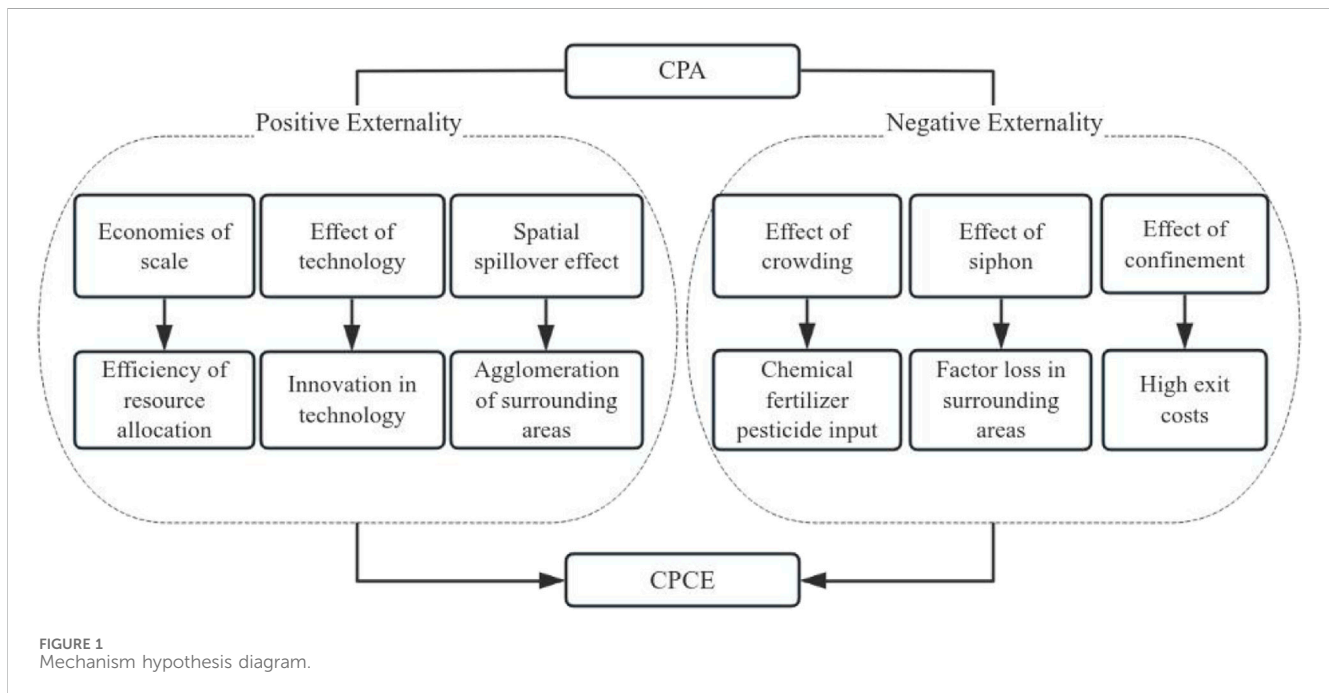 CPA
Positive Externality
Negative Externality
Economies of
scale
Effect of
technology
Spatial
spillover effect
Effect of
crowding
Effect of
siphon
Effect of
confinement
Efficiency of
resource
allocation
Innovation in
technology
Agglomeration
of surrounding
areas
Chemical
fertilizer
pesticide input
Factor loss in
surrounding
areas
High exit
costs
CPCE
FIGURE 1
Mechanism hypothesis diagram.